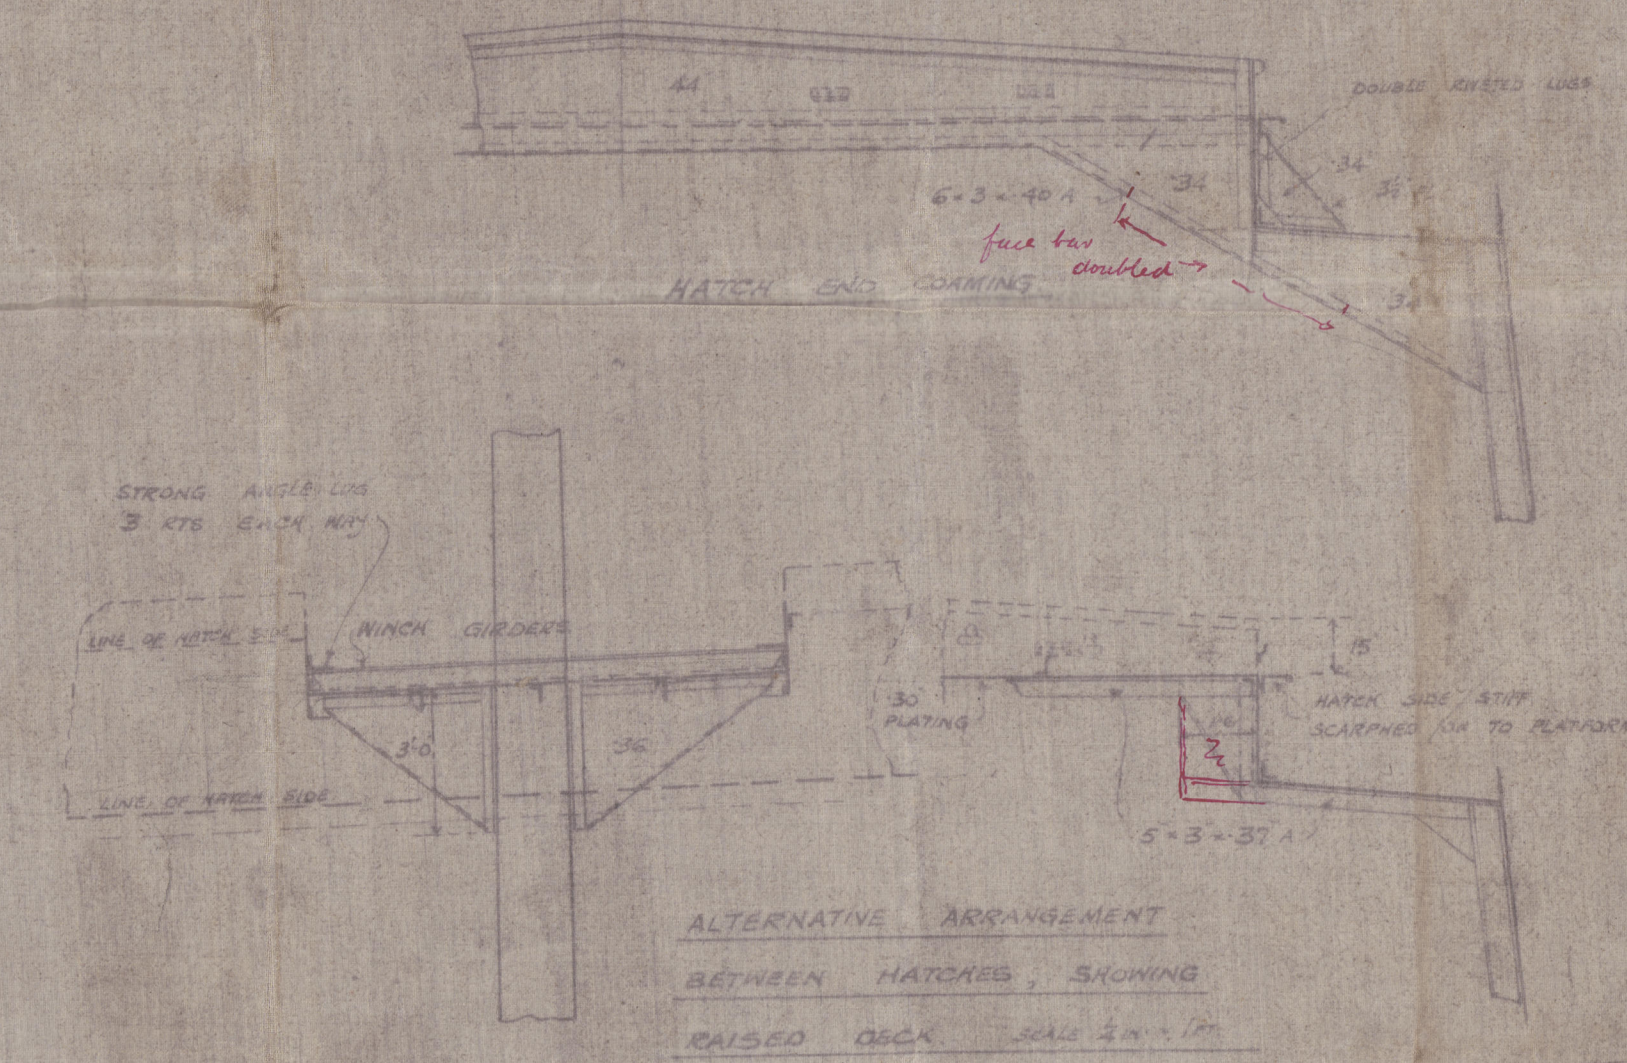 44
DOUBLE RIVETED LUGS
·34
·34
6 × 3 × ·40 A
face bar
doubled
HATCH END COAMING
STRONG ANGLE LUG
3 RTS EACH WAY
LINE OF HATCH SIDE
WINCH GIRDERS
15
·30
PLATING
HATCH SIDE STIFF.
SCARPHED ON TO PLATFORM
3'-0"
·36
LINE OF HATCH SIDE
5 × 3 × ·37 A
ALTERNATIVE ARRANGEMENT
BETWEEN HATCHES, SHOWING
RAISED DECK. SCALE